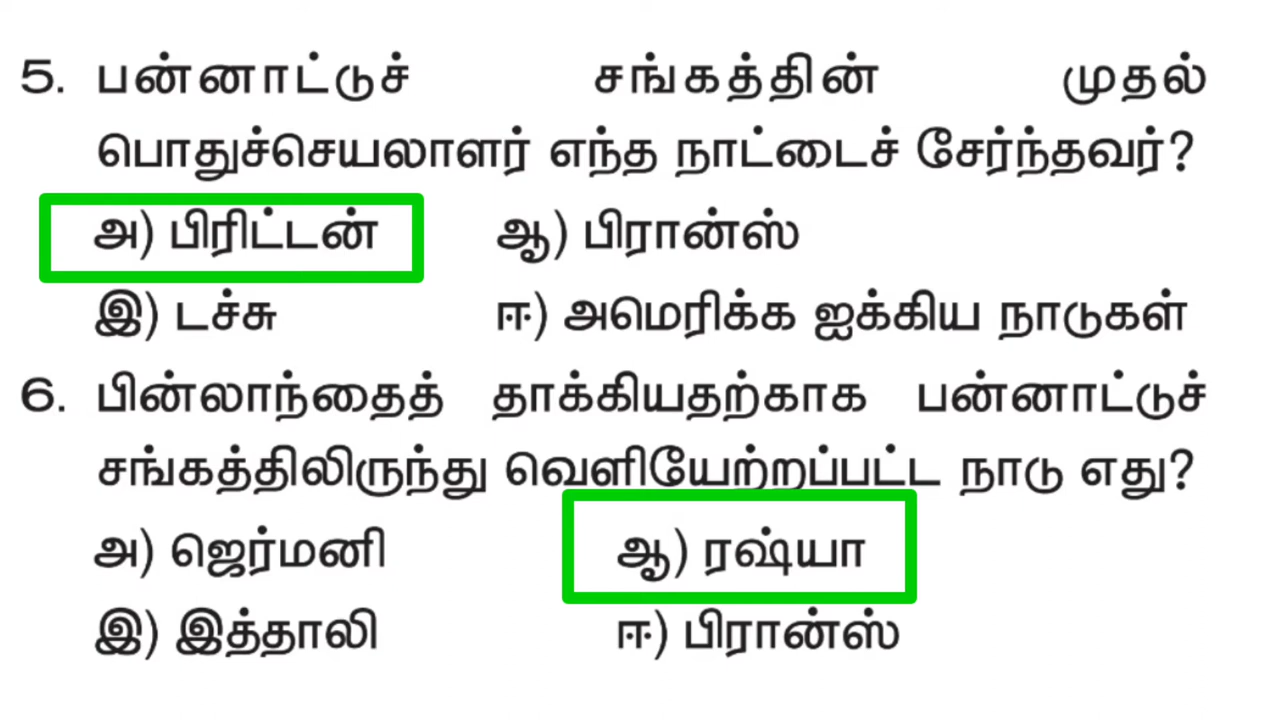 5. பன்னாட்டுச் சங்கத்தின் முதல்
பொதுச்செயலாளர் எந்த நாட்டைச் சேர்ந்தவர்?
அ) பிரிட்டன் ஆ) பிரான்ஸ்
இ) டச்சு ஈ) அமெரிக்க ஐக்கிய நாடுகள்
6. பின்லாந்தைத் தாக்கியதற்காக பன்னாட்டுச்
சங்கத்திலிருந்து வெளியேற்றப்பட்ட நாடு எது?
அ) ஜெர்மனி ஆ) ரஷ்யா
இ) இத்தாலி ஈ) பிரான்ஸ்